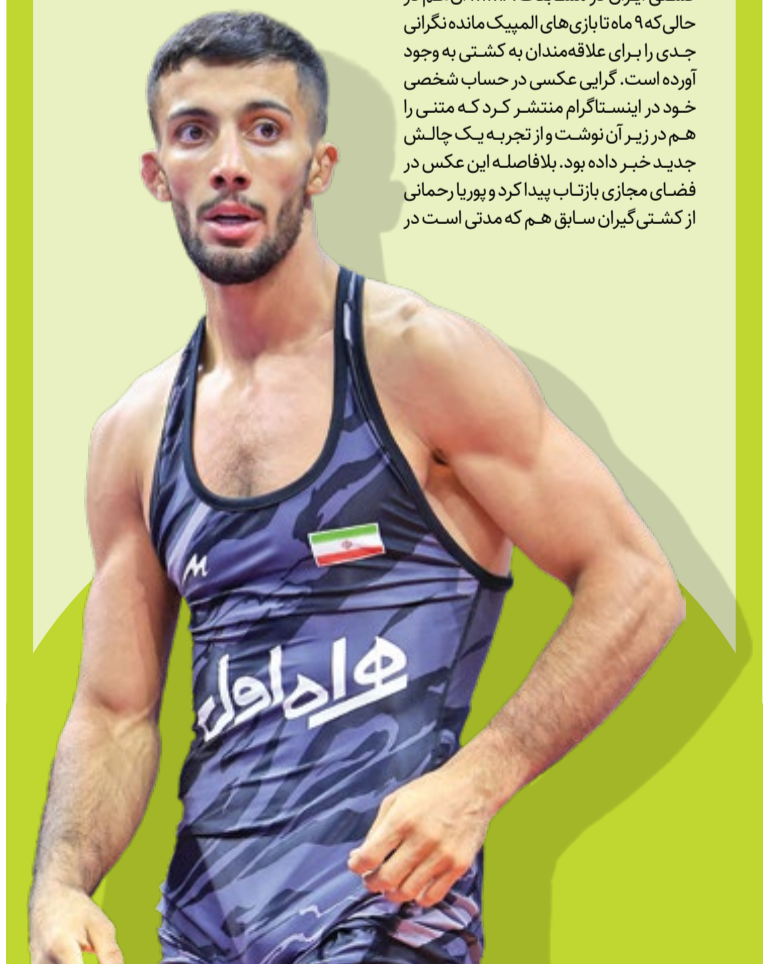 حالی‌که ۹ ماه تا بازی‌های المپیک مانده نگرانی
جدی را برای علاقه‌مندان به کشتی به وجود
آورده است. گرایی عکسی در حساب شخصی
خود در اینستاگرام منتشر کرد که متنی را
هم در زیر آن نوشت و از تجربه یک چالش
جدید خبر داده بود. بلافاصله این عکس در
فضای مجازی بازتاب پیدا کرد و پوریا رحمانی
از کشتی‌گیران سابق هم که مدتی است در
همراه اول